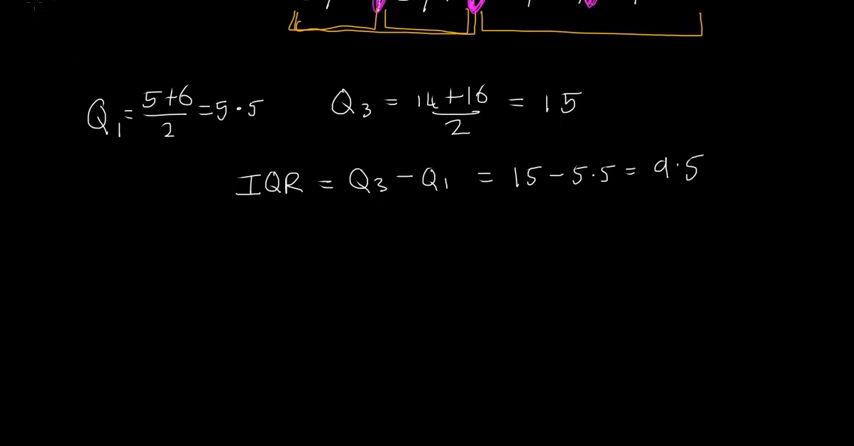 Q₁ = (5+6)/2 = 5·5 Q₃ = (14+16)/2 = 15
IQR = Q₃ − Q₁ = 15 − 5·5 = 9·5